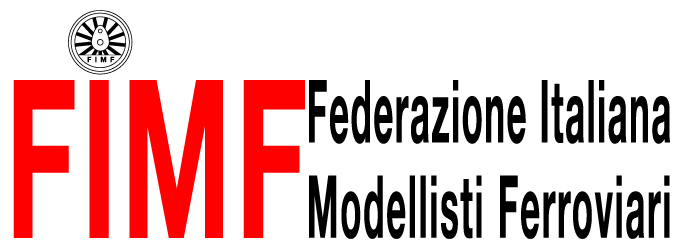 FIMF
FIMF
Federazione Italiana
Modellisti Ferroviari